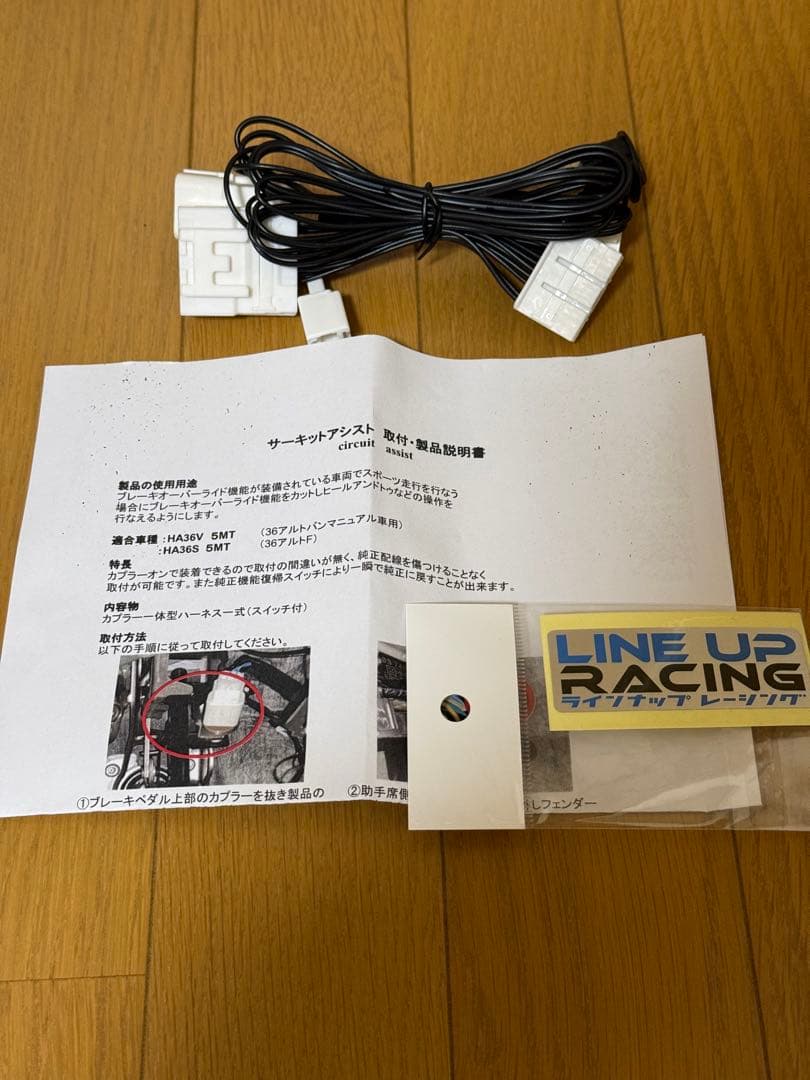 サーキットアシスト 取付・製品説明書
circuit assist
製品の使用用途
ブレーキオーバーライド機能が装備されている車両でスポーツ走行を行なう
場合にブレーキオーバーライド機能をカットしヒールアンドトゥなどの操作を
行なえるようにします。
適合車種 :HA36V 5MT (36アルトバンマニュアル車用)
:HA36S 5MT (36アルトF)
特長
カプラーオンで装着できるので取付の間違いが無く、純正配線を傷つけることなく
取付が可能です。また純正機能復帰スイッチにより一瞬で純正に戻すことが出来ます。
内容物
カプラー一体型ハーネス一式(スイッチ付)
取付方法
以下の手順に従って取付してください。
①ブレーキペダル上部のカプラーを抜き製品の
②助手席側
しフェンダー
LINE UP
RACING
ラインナップ レーシング